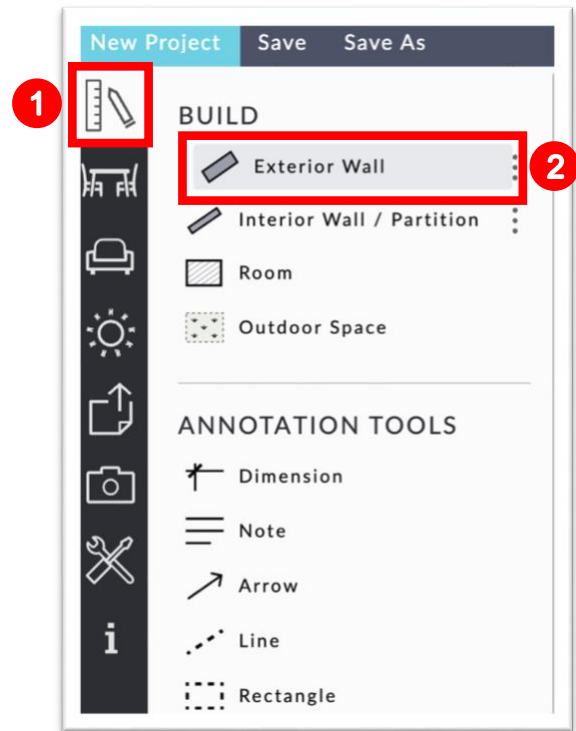 New Project Save Save As
1
BUILD
Exterior Wall
2
Interior Wall / Partition
Room
Outdoor Space
ANNOTATION TOOLS
Dimension
Note
Arrow
i
Line
Rectangle